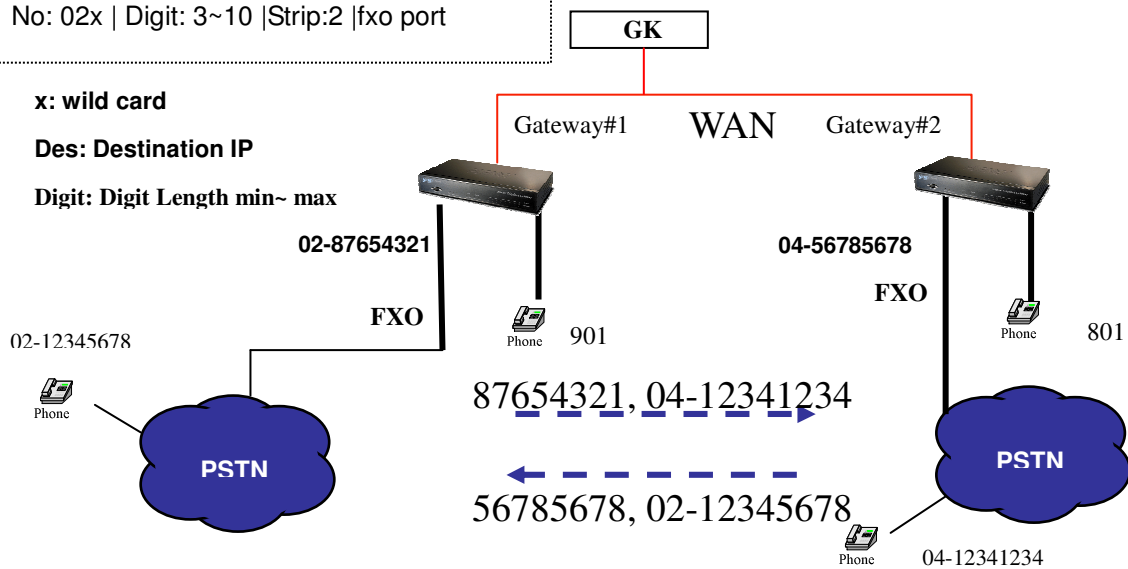 No: 02x | Digit: 3~10 |Strip:2 |fxo port
GK
x: wild card
Des: Destination IP
Digit: Digit Length min~ max
Gateway#1
WAN
Gateway#2
02-87654321
04-56785678
FXO
FXO
Phone
901
Phone
801
02-12345678
Phone
87654321, 04-12341234
PSTN
PSTN
56785678, 02-12345678
Phone
04-12341234